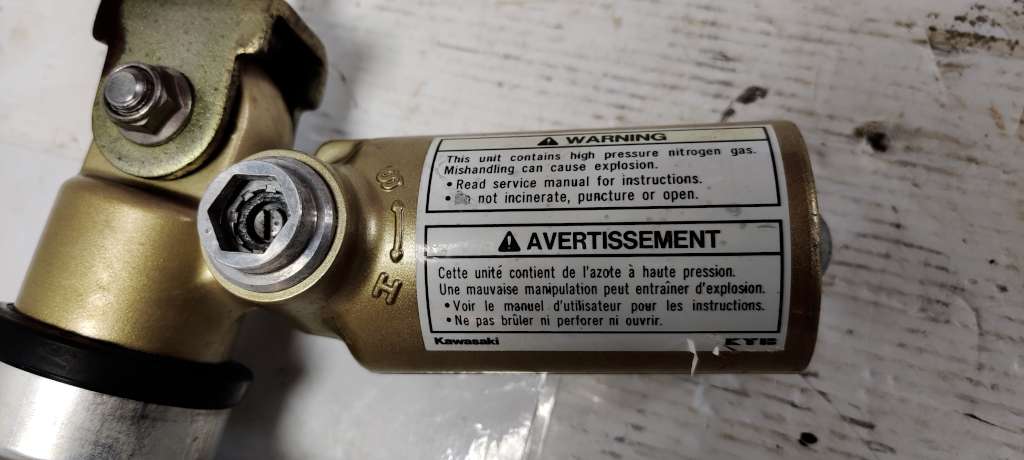 ⚠ WARNING
This unit contains high pressure nitrogen gas.
Mishandling can cause explosion.
• Read service manual for instructions.
• Do not incinerate, puncture or open.
⚠ AVERTISSEMENT
Cette unité contient de l'azote à haute pression.
Une mauvaise manipulation peut entraîner d'explosion.
• Voir le manuel d'utilisateur pour les instructions.
• Ne pas brûler ni perforer ni ouvrir.
Kawasaki KYB
S
H